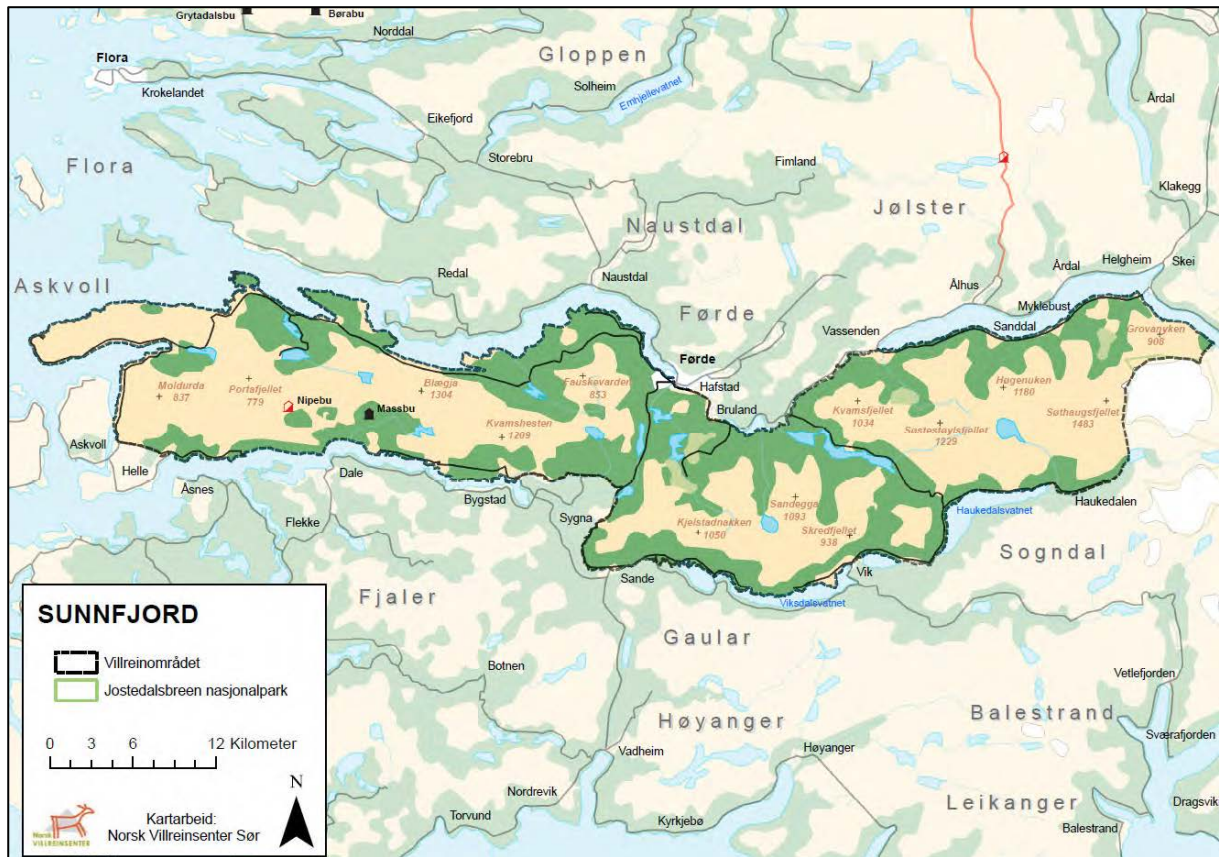 Grytadalsbu
Børabu
Norddal
Flora
Krokelandet
Gloppen
Solheim
Emhjellevatnet
Eikefjord
Storebru
Årdal
Flora
Fimland
Klakegg
Naustdal
Jølster
Askvoll
Redal
Naustdal
Helgheim
Skei
Årdal
Ålhus
Myklebust
Førde
Vassenden
Sanddal
Grovanyken
908
Førde
Hafstad
Bruland
Moldurda
837
Portafjellet
779
Blægja
1304
Fauskevarden
853
Nipebu
Massbu
Kvamshesten
1209
Høgenuken
1180
Kvamsfjellet
1034
1229
Søthaugsfjellet
1483
Askvoll
Helle
Åsnes
Dale
Bygstad
Flekke
Sygna
Sandegga
1093
Kjelstadnakken
1050
Skredfjellet
938
Haukedalen
Haukedalsvatnet
Sogndal
Sande
Vik
Viksdalsvatnet
Fjaler
Gaular
Botnen
Vetlefjorden
Høyanger
Balestrand
Sværafjorden
Vadheim
Høyanger
Nordrevik
Torvund
Kyrkjebø
Leikanger
Dragsvik
Balestrand
SUNNFJORD
Villreinområdet
Jostedalsbreen nasjonalpark
0 3 6 12 Kilometer
N
Norsk
VILLREINSENTER
Kartarbeid:
Norsk Villreinsenter Sør